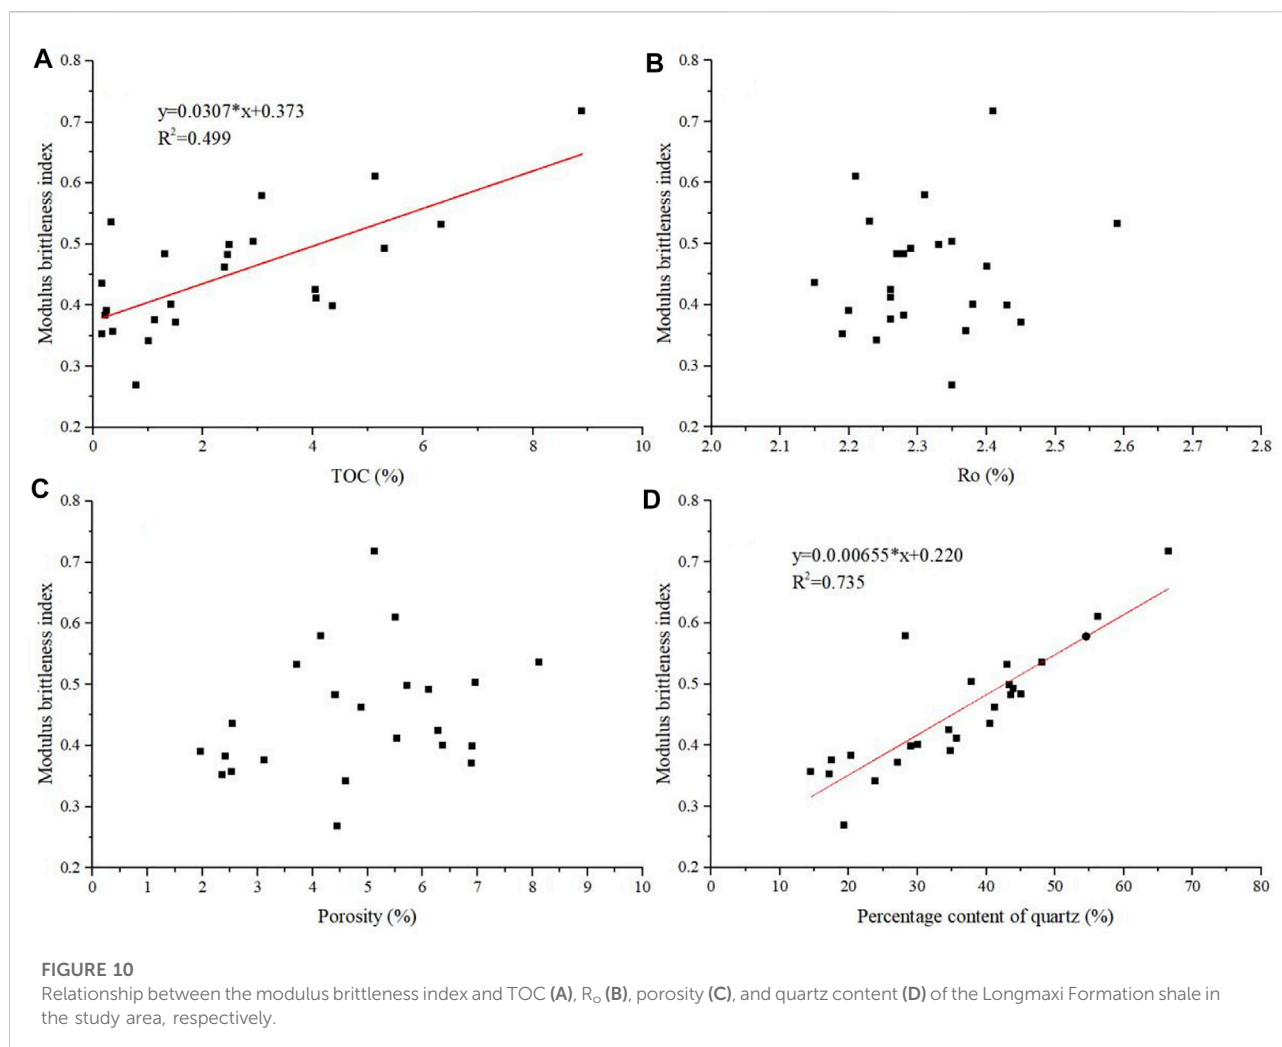 A
0.8
0.7
0.6
0.5
0.4
0.3
0.2
Modulus brittleness index
y=0.0307*x+0.373
R²=0.499
0 2 4 6 8 10
TOC (%)
B
0.8
0.7
0.6
0.5
0.4
0.3
0.2
Modulus brittleness index
2.0 2.1 2.2 2.3 2.4 2.5 2.6 2.7 2.8
Ro (%)
C
0.8
0.7
0.6
0.5
0.4
0.3
0.2
Modulus brittleness index
0 1 2 3 4 5 6 7 8 9 10
Porosity (%)
D
0.8
0.7
0.6
0.5
0.4
0.3
0.2
Modulus brittleness index
y=0.0.00655*x+0.220
R²=0.735
0 10 20 30 40 50 60 70 80
Percentage content of quartz (%)
FIGURE 10
Relationship between the modulus brittleness index and TOC (A), Ro (B), porosity (C), and quartz content (D) of the Longmaxi Formation shale in
the study area, respectively.